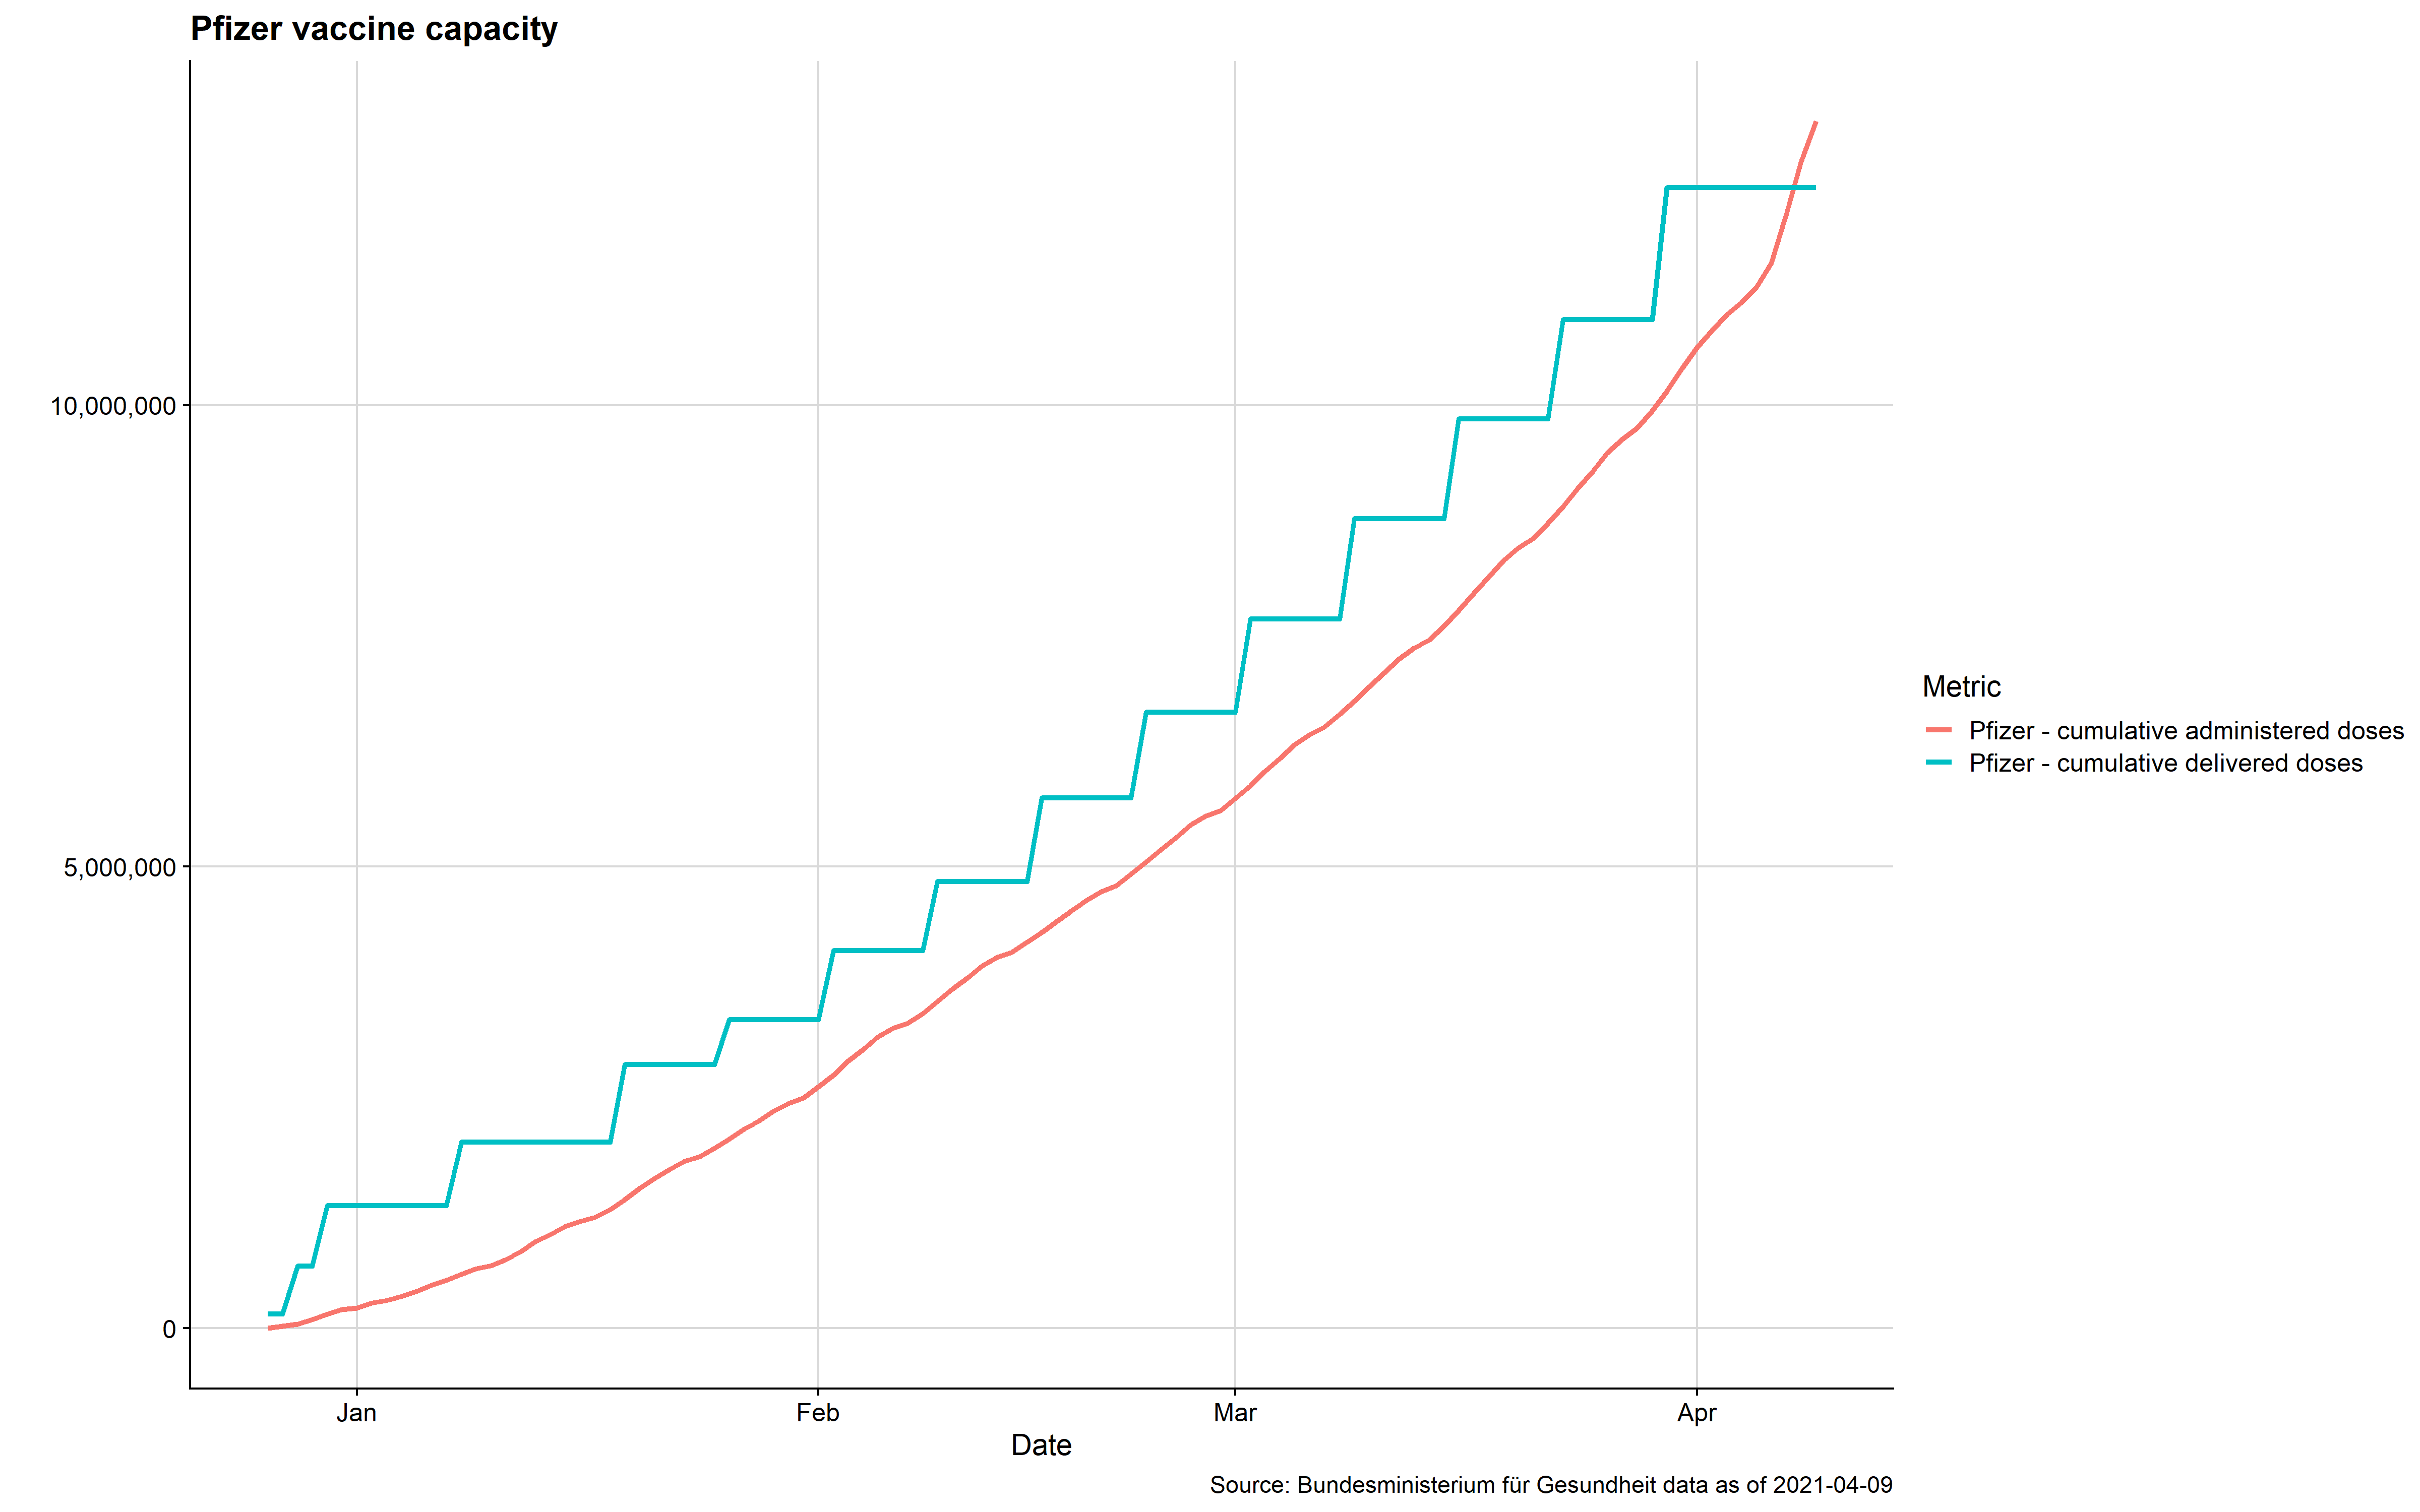 Pfizer vaccine capacity
10,000,000
5,000,000
0
Jan Feb Mar Apr
Date
Metric
Pfizer - cumulative administered doses
Pfizer - cumulative delivered doses
Source: Bundesministerium für Gesundheit data as of 2021-04-09